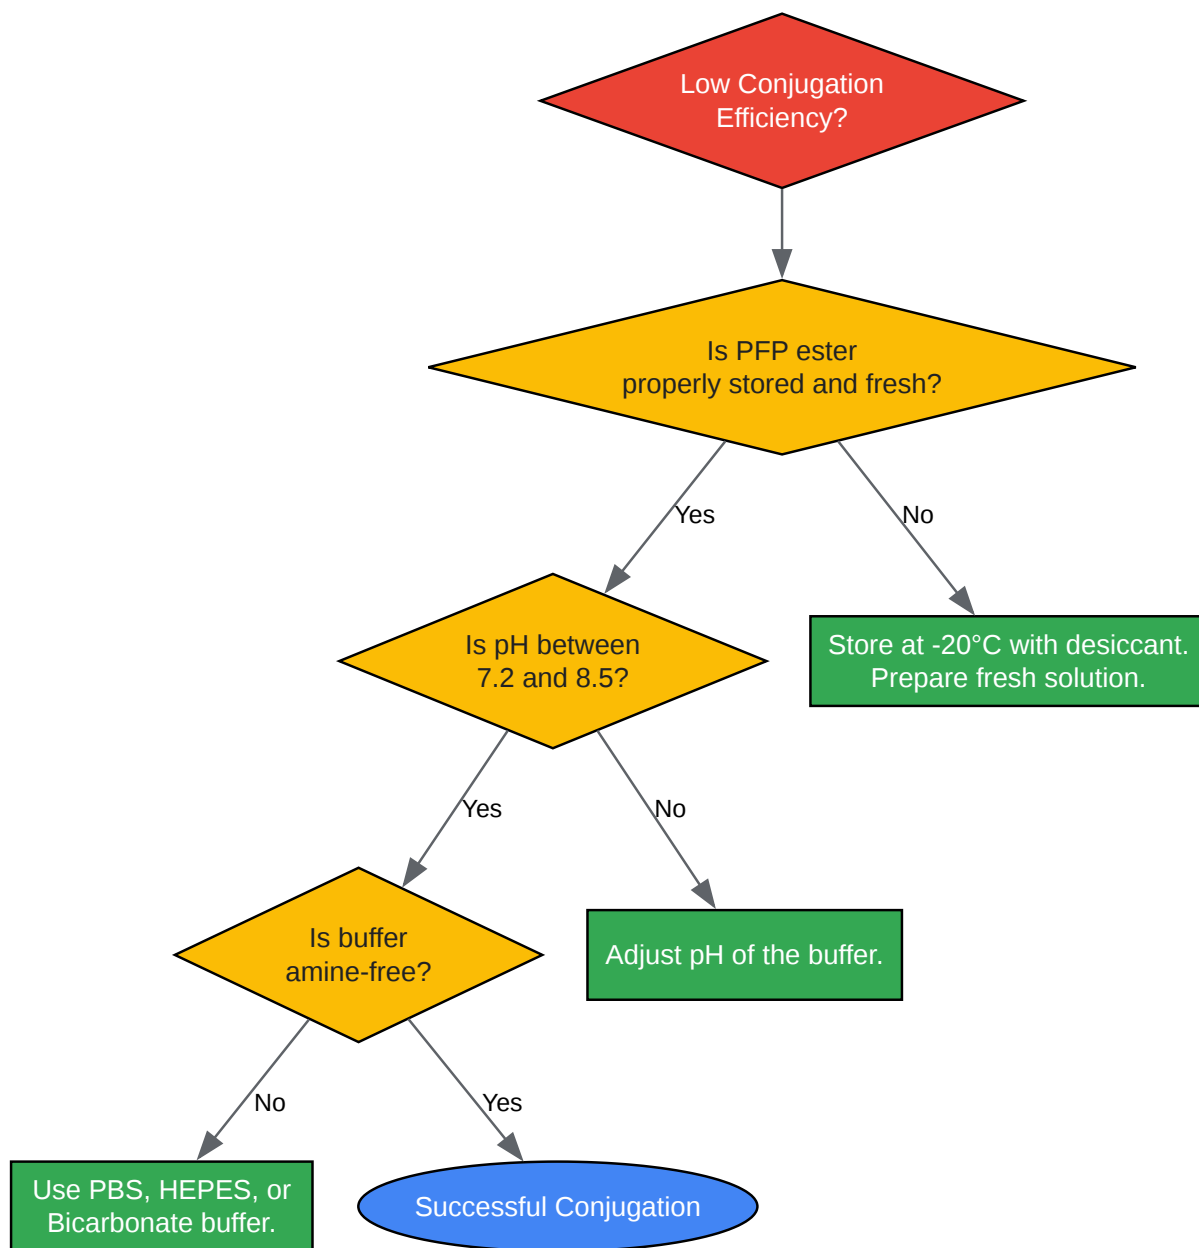 Low Conjugation
Efficiency?
Is PFP ester
properly stored and fresh?
Yes
No
Is pH between
7.2 and 8.5?
Store at -20°C with desiccant.
Prepare fresh solution.
Yes
No
Is buffer
amine-free?
Adjust pH of the buffer.
No
Yes
Use PBS, HEPES, or
Bicarbonate buffer.
Successful Conjugation